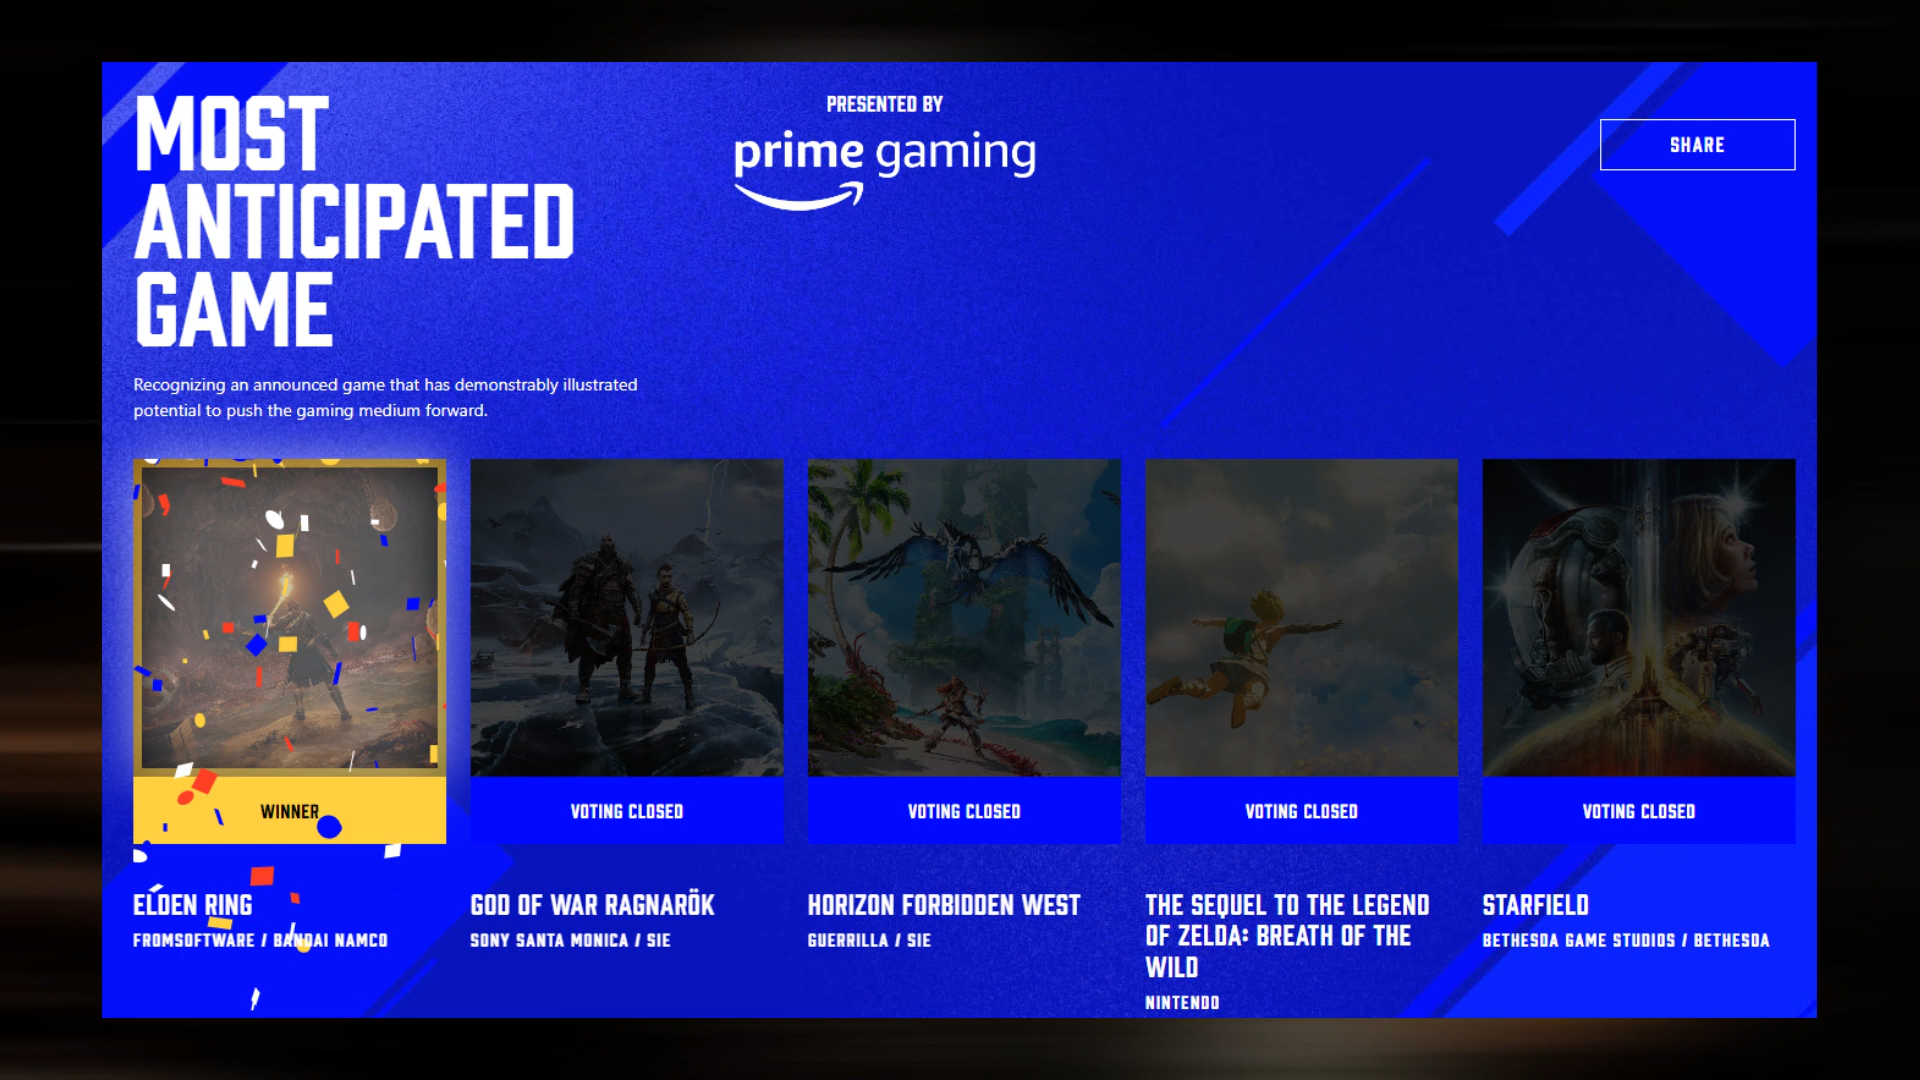 MOST
ANTICIPATED
GAME
PRESENTED BY
prime gaming
SHARE
Recognizing an announced game that has demonstrably illustrated
potential to push the gaming medium forward.
WINNER
VOTING CLOSED
VOTING CLOSED
VOTING CLOSED
VOTING CLOSED
ELDEN RING
FROMSOFTWARE / BANDAI NAMCO
GOD OF WAR RAGNARÖK
SONY SANTA MONICA / SIE
HORIZON FORBIDDEN WEST
GUERRILLA / SIE
THE SEQUEL TO THE LEGEND
OF ZELDA: BREATH OF THE
WILD
NINTENDO
STARFIELD
BETHESDA GAME STUDIOS / BETHESDA